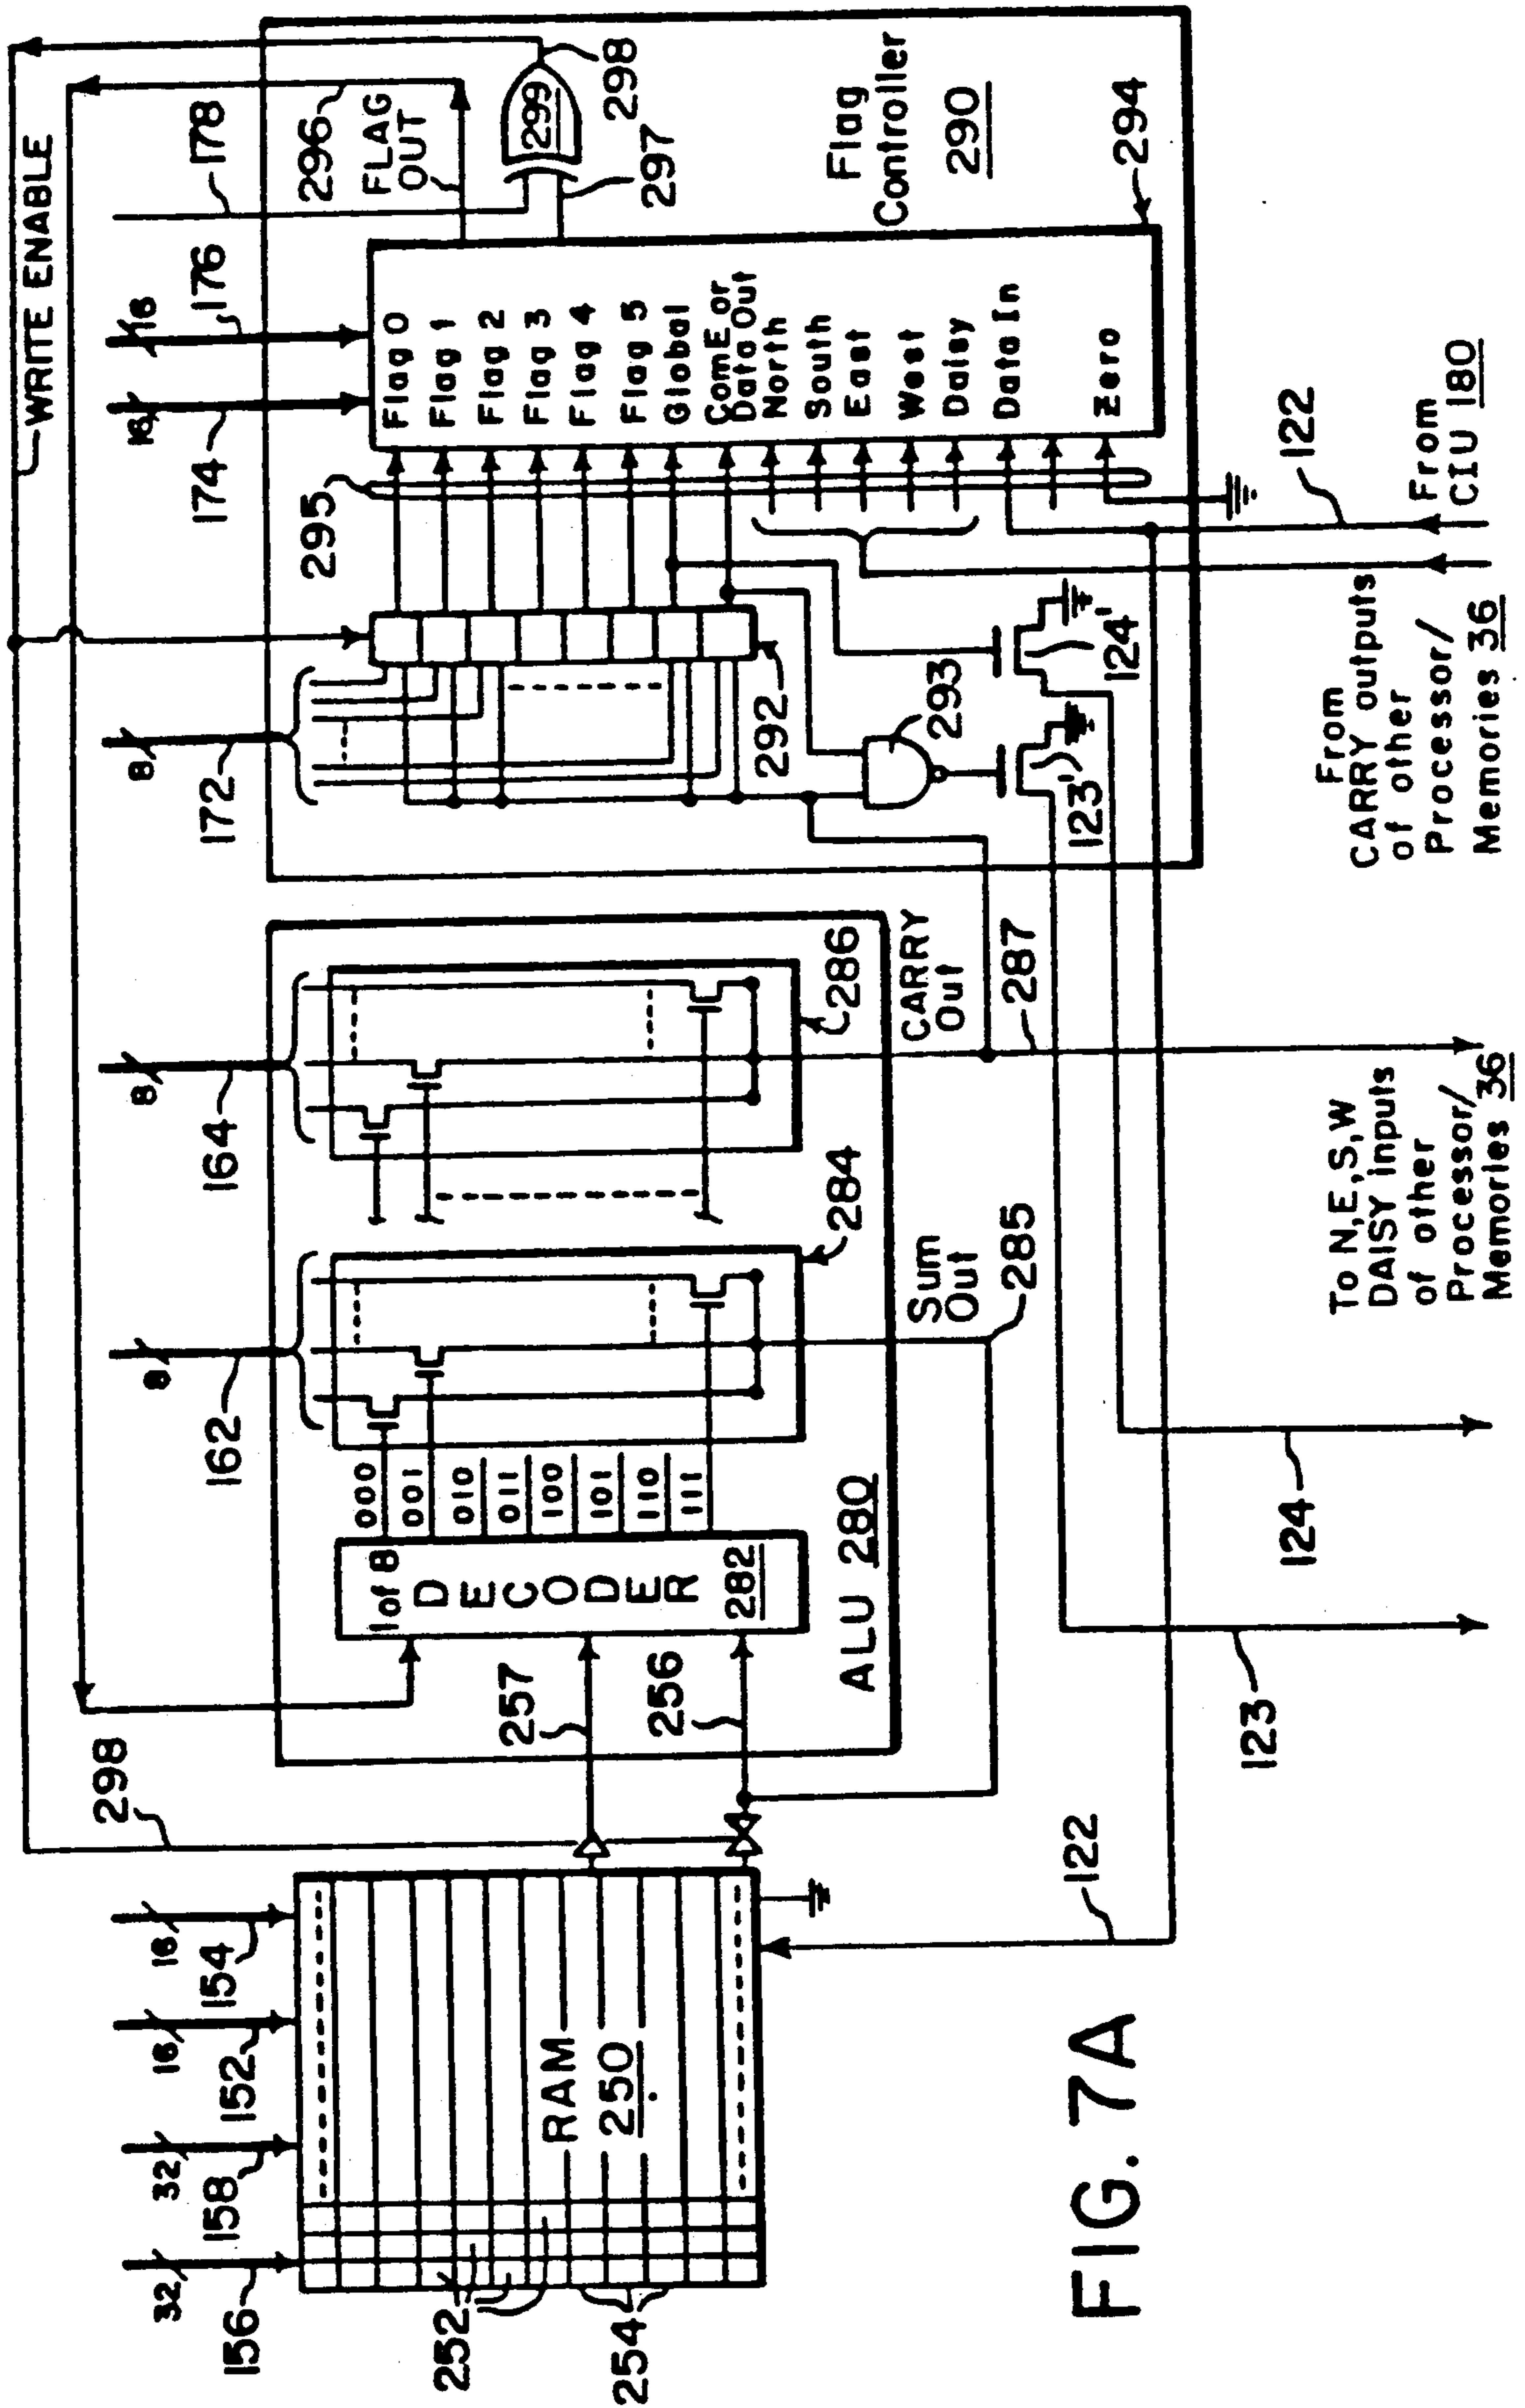 WRITE ENABLE
298
32
156
32
158
16
152
16
154
252
254
RAM
250
122
257
256
1 of 8
DECODER
282
000
001
010
011
100
101
110
111
ALU 280
8
162
284
Sum
Out
285
8
164
286
CARRY
Out
287
8
172
292
293
123'
124'
295
16
174
16
176
178
296
FLAG
OUT
299
298
297
Flag 0
Flag 1
Flag 2
Flag 3
Flag 4
Flag 5
Global
ComE or
Data Out
North
South
East
West
Daisy
Data In
Zero
Flag
Controller
290
294
122
From
CIU 180
From
CARRY outputs
of other
Processor/
Memories 36
To N,E,S,W
DAISY inputs
of other
Processor/
Memories 36
124
123
FIG. 7A